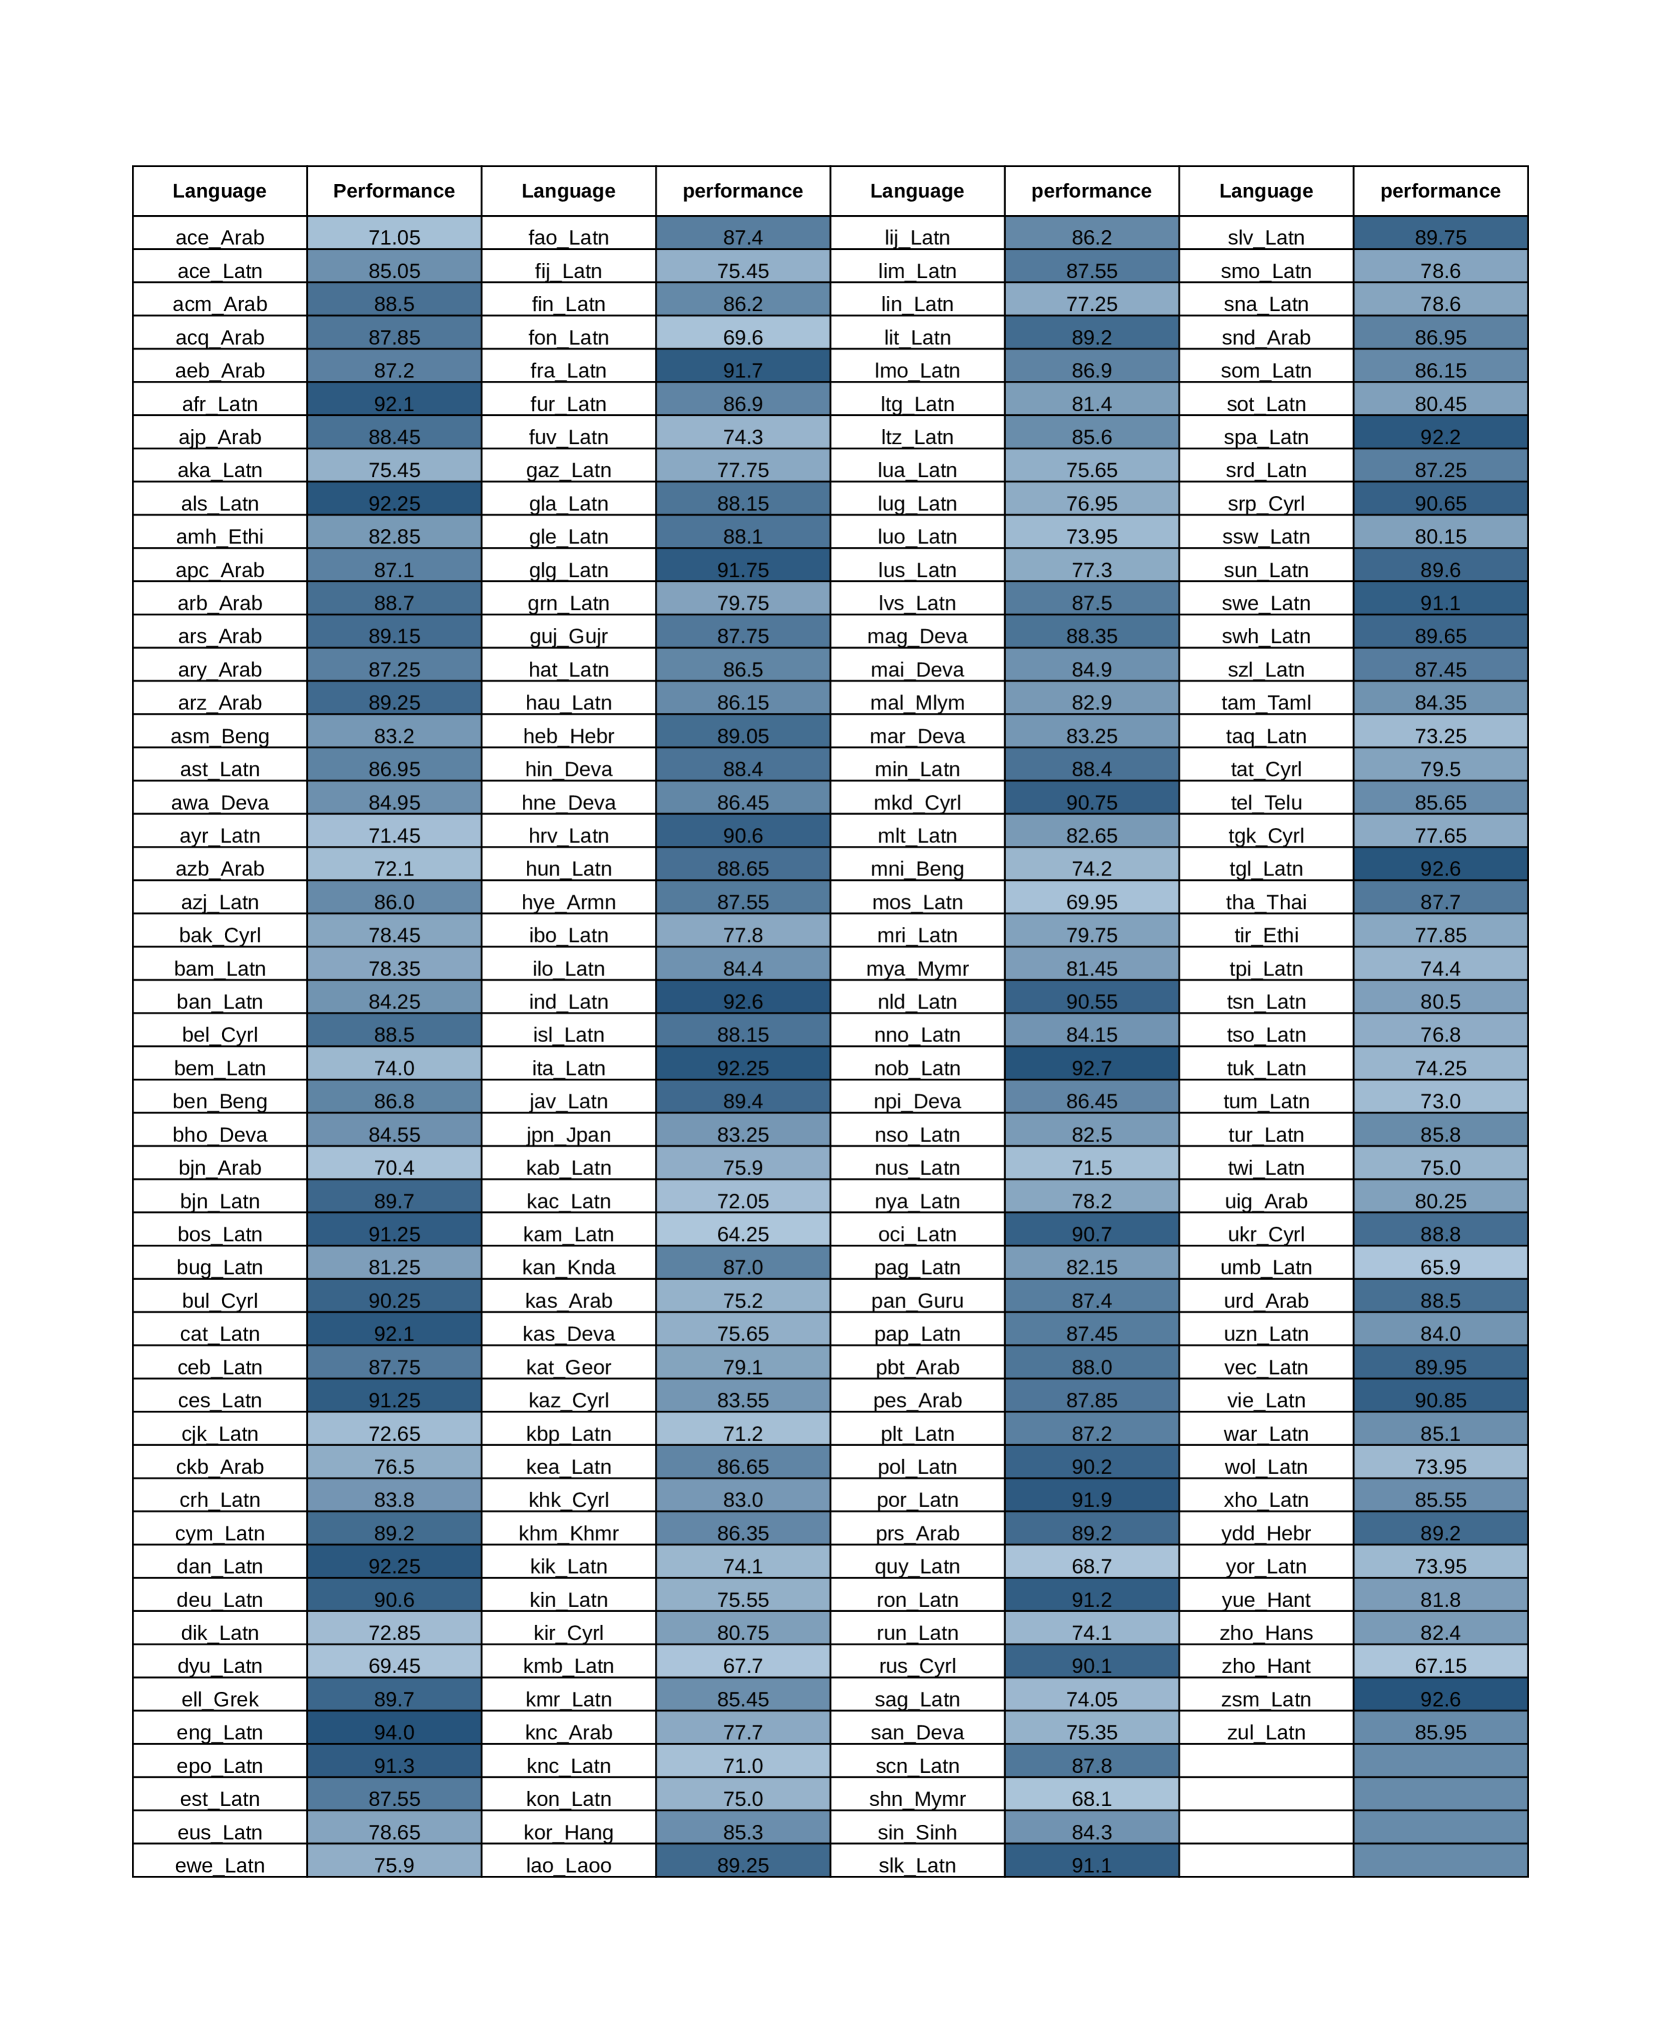 Language Performance Language performance Language performance Language performance
ace_Arab 71.05 fao_Latn 87.4 lij_Latn 86.2 slv_Latn 89.75
ace_Latn 85.05 fij_Latn 75.45 lim_Latn 87.55 smo_Latn 78.6
acm_Arab 88.5 fin_Latn 86.2 lin_Latn 77.25 sna_Latn 78.6
acq_Arab 87.85 fon_Latn 69.6 lit_Latn 89.2 snd_Arab 86.95
aeb_Arab 87.2 fra_Latn 91.7 lmo_Latn 86.9 som_Latn 86.15
afr_Latn 92.1 fur_Latn 86.9 ltg_Latn 81.4 sot_Latn 80.45
ajp_Arab 88.45 fuv_Latn 74.3 ltz_Latn 85.6 spa_Latn 92.2
aka_Latn 75.45 gaz_Latn 77.75 lua_Latn 75.65 srd_Latn 87.25
als_Latn 92.25 gla_Latn 88.15 lug_Latn 76.95 srp_Cyrl 90.65
amh_Ethi 82.85 gle_Latn 88.1 luo_Latn 73.95 ssw_Latn 80.15
apc_Arab 87.1 glg_Latn 91.75 lus_Latn 77.3 sun_Latn 89.6
arb_Arab 88.7 grn_Latn 79.75 lvs_Latn 87.5 swe_Latn 91.1
ars_Arab 89.15 guj_Gujr 87.75 mag_Deva 88.35 swh_Latn 89.65
ary_Arab 87.25 hat_Latn 86.5 mai_Deva 84.9 szl_Latn 87.45
arz_Arab 89.25 hau_Latn 86.15 mal_Mlym 82.9 tam_Taml 84.35
asm_Beng 83.2 heb_Hebr 89.05 mar_Deva 83.25 taq_Latn 73.25
ast_Latn 86.95 hin_Deva 88.4 min_Latn 88.4 tat_Cyrl 79.5
awa_Deva 84.95 hne_Deva 86.45 mkd_Cyrl 90.75 tel_Telu 85.65
ayr_Latn 71.45 hrv_Latn 90.6 mlt_Latn 82.65 tgk_Cyrl 77.65
azb_Arab 72.1 hun_Latn 88.65 mni_Beng 74.2 tgl_Latn 92.6
azj_Latn 86.0 hye_Armn 87.55 mos_Latn 69.95 tha_Thai 87.7
bak_Cyrl 78.45 ibo_Latn 77.8 mri_Latn 79.75 tir_Ethi 77.85
bam_Latn 78.35 ilo_Latn 84.4 mya_Mymr 81.45 tpi_Latn 74.4
ban_Latn 84.25 ind_Latn 92.6 nld_Latn 90.55 tsn_Latn 80.5
bel_Cyrl 88.5 isl_Latn 88.15 nno_Latn 84.15 tso_Latn 76.8
bem_Latn 74.0 ita_Latn 92.25 nob_Latn 92.7 tuk_Latn 74.25
ben_Beng 86.8 jav_Latn 89.4 npi_Deva 86.45 tum_Latn 73.0
bho_Deva 84.55 jpn_Jpan 83.25 nso_Latn 82.5 tur_Latn 85.8
bjn_Arab 70.4 kab_Latn 75.9 nus_Latn 71.5 twi_Latn 75.0
bjn_Latn 89.7 kac_Latn 72.05 nya_Latn 78.2 uig_Arab 80.25
bos_Latn 91.25 kam_Latn 64.25 oci_Latn 90.7 ukr_Cyrl 88.8
bug_Latn 81.25 kan_Knda 87.0 pag_Latn 82.15 umb_Latn 65.9
bul_Cyrl 90.25 kas_Arab 75.2 pan_Guru 87.4 urd_Arab 88.5
cat_Latn 92.1 kas_Deva 75.65 pap_Latn 87.45 uzn_Latn 84.0
ceb_Latn 87.75 kat_Geor 79.1 pbt_Arab 88.0 vec_Latn 89.95
ces_Latn 91.25 kaz_Cyrl 83.55 pes_Arab 87.85 vie_Latn 90.85
cjk_Latn 72.65 kbp_Latn 71.2 plt_Latn 87.2 war_Latn 85.1
ckb_Arab 76.5 kea_Latn 86.65 pol_Latn 90.2 wol_Latn 73.95
crh_Latn 83.8 khk_Cyrl 83.0 por_Latn 91.9 xho_Latn 85.55
cym_Latn 89.2 khm_Khmr 86.35 prs_Arab 89.2 ydd_Hebr 89.2
dan_Latn 92.25 kik_Latn 74.1 quy_Latn 68.7 yor_Latn 73.95
deu_Latn 90.6 kin_Latn 75.55 ron_Latn 91.2 yue_Hant 81.8
dik_Latn 72.85 kir_Cyrl 80.75 run_Latn 74.1 zho_Hans 82.4
dyu_Latn 69.45 kmb_Latn 67.7 rus_Cyrl 90.1 zho_Hant 67.15
ell_Grek 89.7 kmr_Latn 85.45 sag_Latn 74.05 zsm_Latn 92.6
eng_Latn 94.0 knc_Arab 77.7 san_Deva 75.35 zul_Latn 85.95
epo_Latn 91.3 knc_Latn 71.0 scn_Latn 87.8
est_Latn 87.55 kon_Latn 75.0 shn_Mymr 68.1
eus_Latn 78.65 kor_Hang 85.3 sin_Sinh 84.3
ewe_Latn 75.9 lao_Laoo 89.25 slk_Latn 91.1